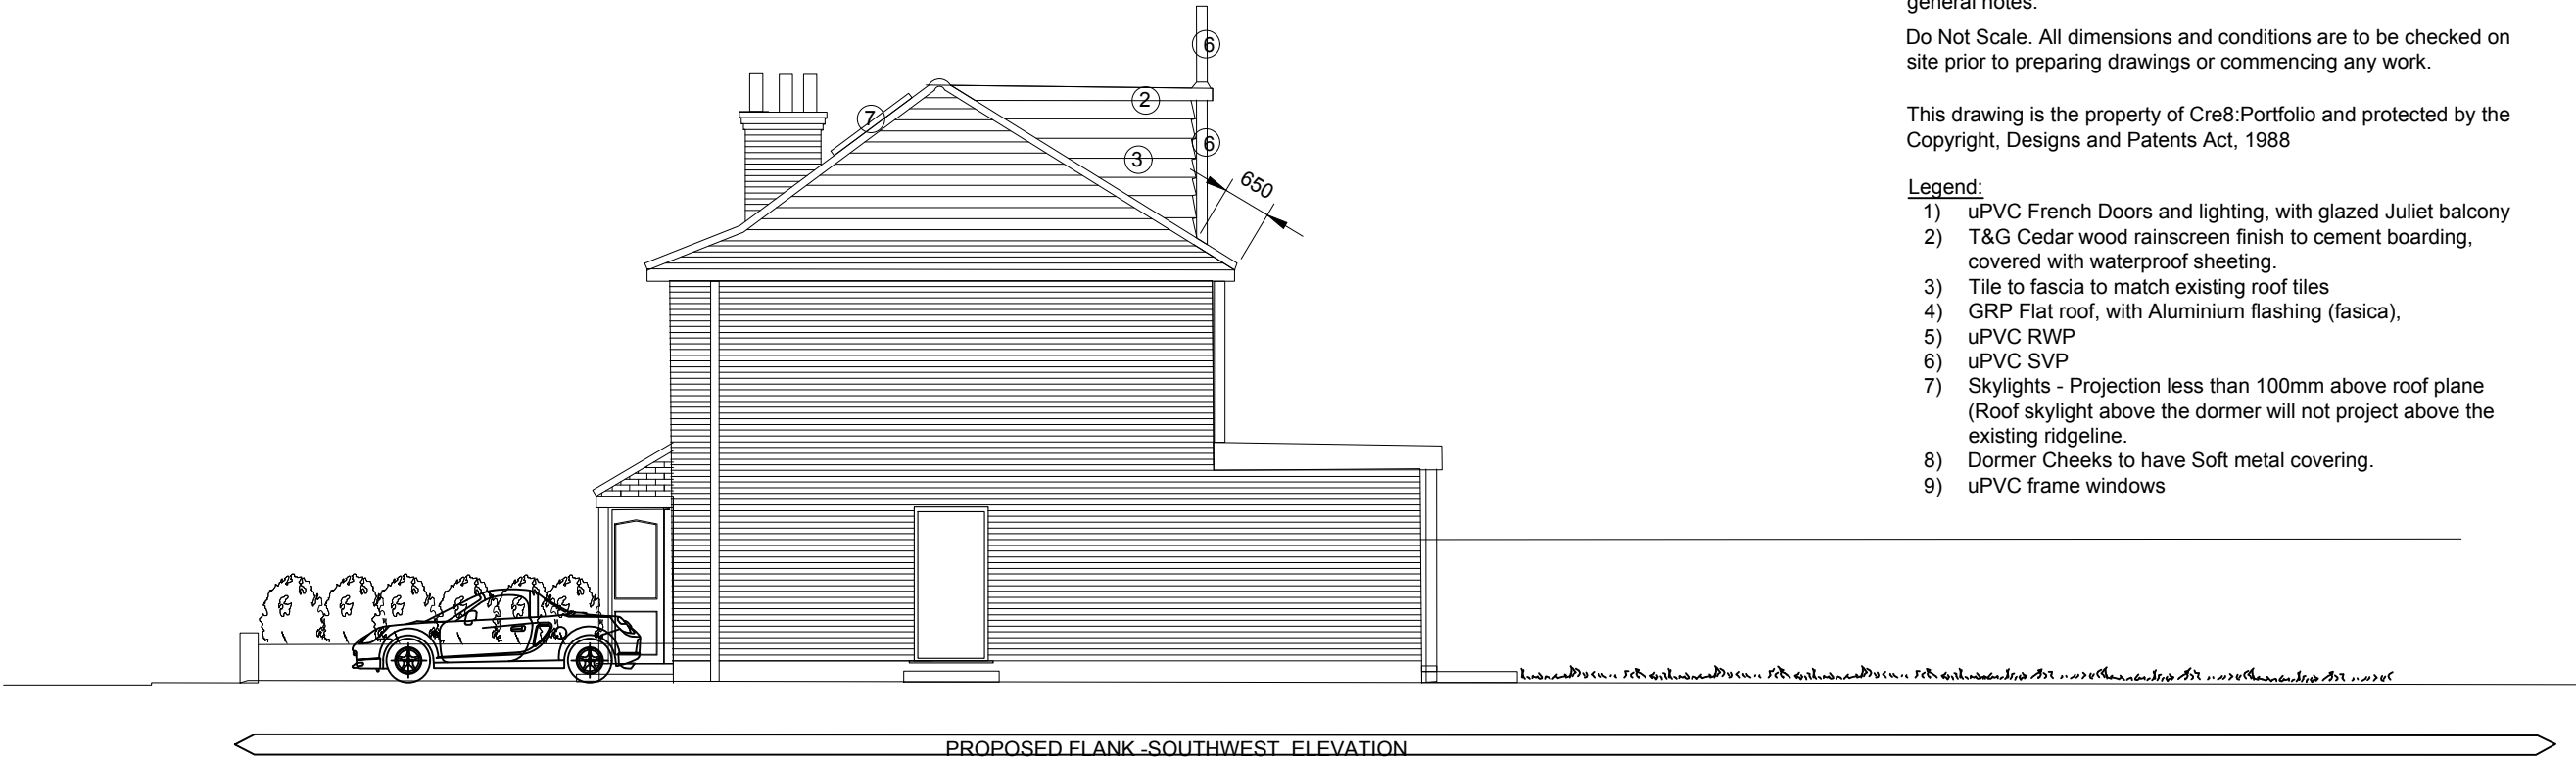 general notes.
Do Not Scale. All dimensions and conditions are to be checked on
site prior to preparing drawings or commencing any work.
This drawing is the property of Cre8:Portfolio and protected by the
Copyright, Designs and Patents Act, 1988
Legend:
1) uPVC French Doors and lighting, with glazed Juliet balcony
2) T&G Cedar wood rainscreen finish to cement boarding,
covered with waterproof sheeting.
3) Tile to fascia to match existing roof tiles
4) GRP Flat roof, with Aluminium flashing (fasica),
5) uPVC RWP
6) uPVC SVP
7) Skylights - Projection less than 100mm above roof plane
(Roof skylight above the dormer will not project above the
existing ridgeline.
8) Dormer Cheeks to have Soft metal covering.
9) uPVC frame windows
6
2
7
6
3
650
PROPOSED FLANK -SOUTHWEST ELEVATION